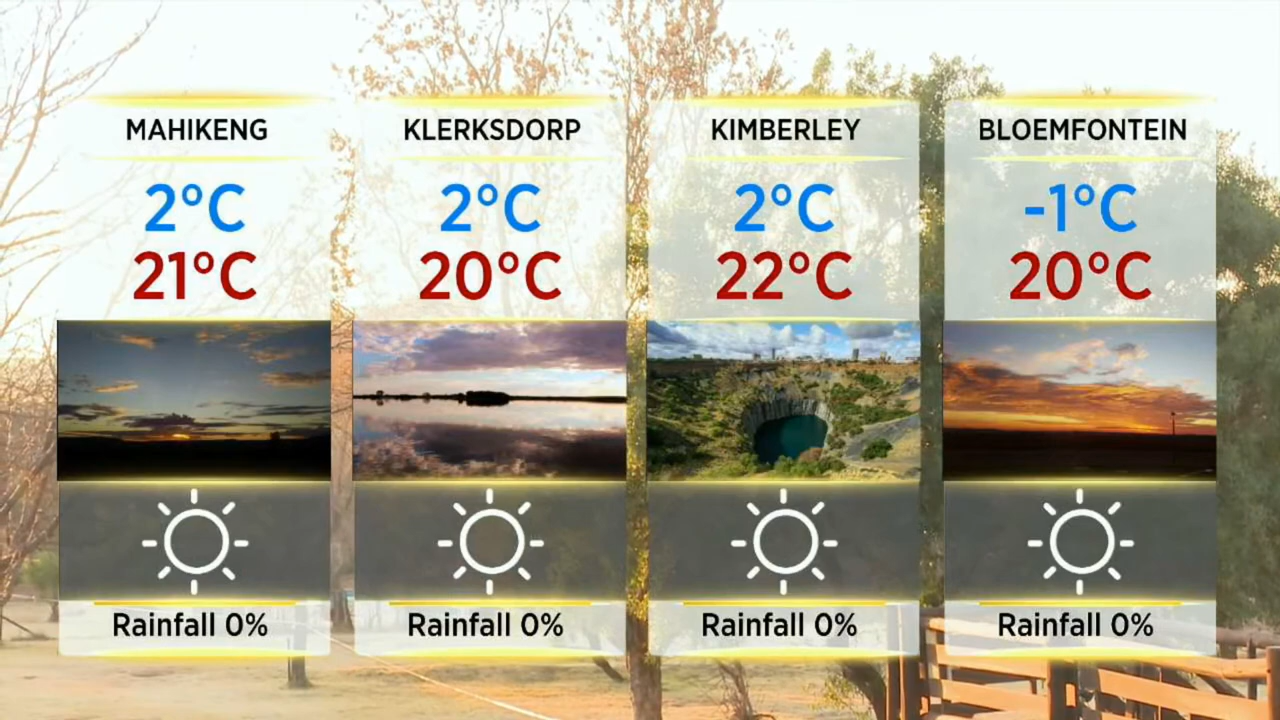 MAHIKENG
2°C
21°C
Rainfall 0%
KLERKSDORP
2°C
20°C
Rainfall 0%
KIMBERLEY
2°C
22°C
Rainfall 0%
BLOEMFONTEIN
-1°C
20°C
Rainfall 0%